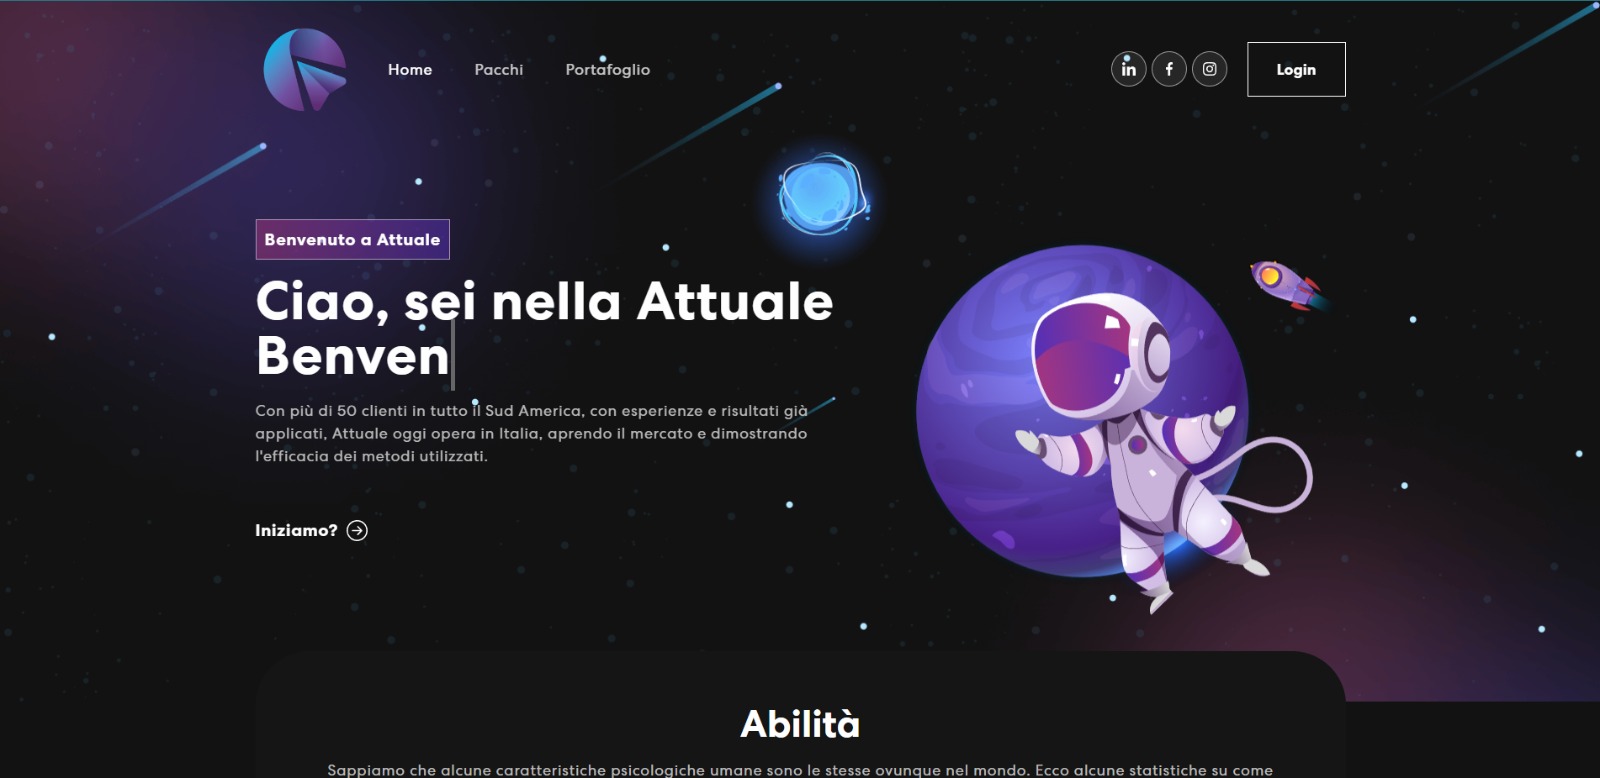 Home
Pacchi
Portafoglio
in
f
Login
Benvenuto a Attuale
Ciao, sei nella Attuale
Benven
Con più di 50 clienti in tutto il Sud America, con esperienze e risultati già
applicati, Attuale oggi opera in Italia, aprendo il mercato e dimostrando
l'efficacia dei metodi utilizzati.
Iniziamo?
Abilità
Sappiamo che alcune caratteristiche psicologiche umane sono le stesse ovunque nel mondo. Ecco alcune statistiche su come